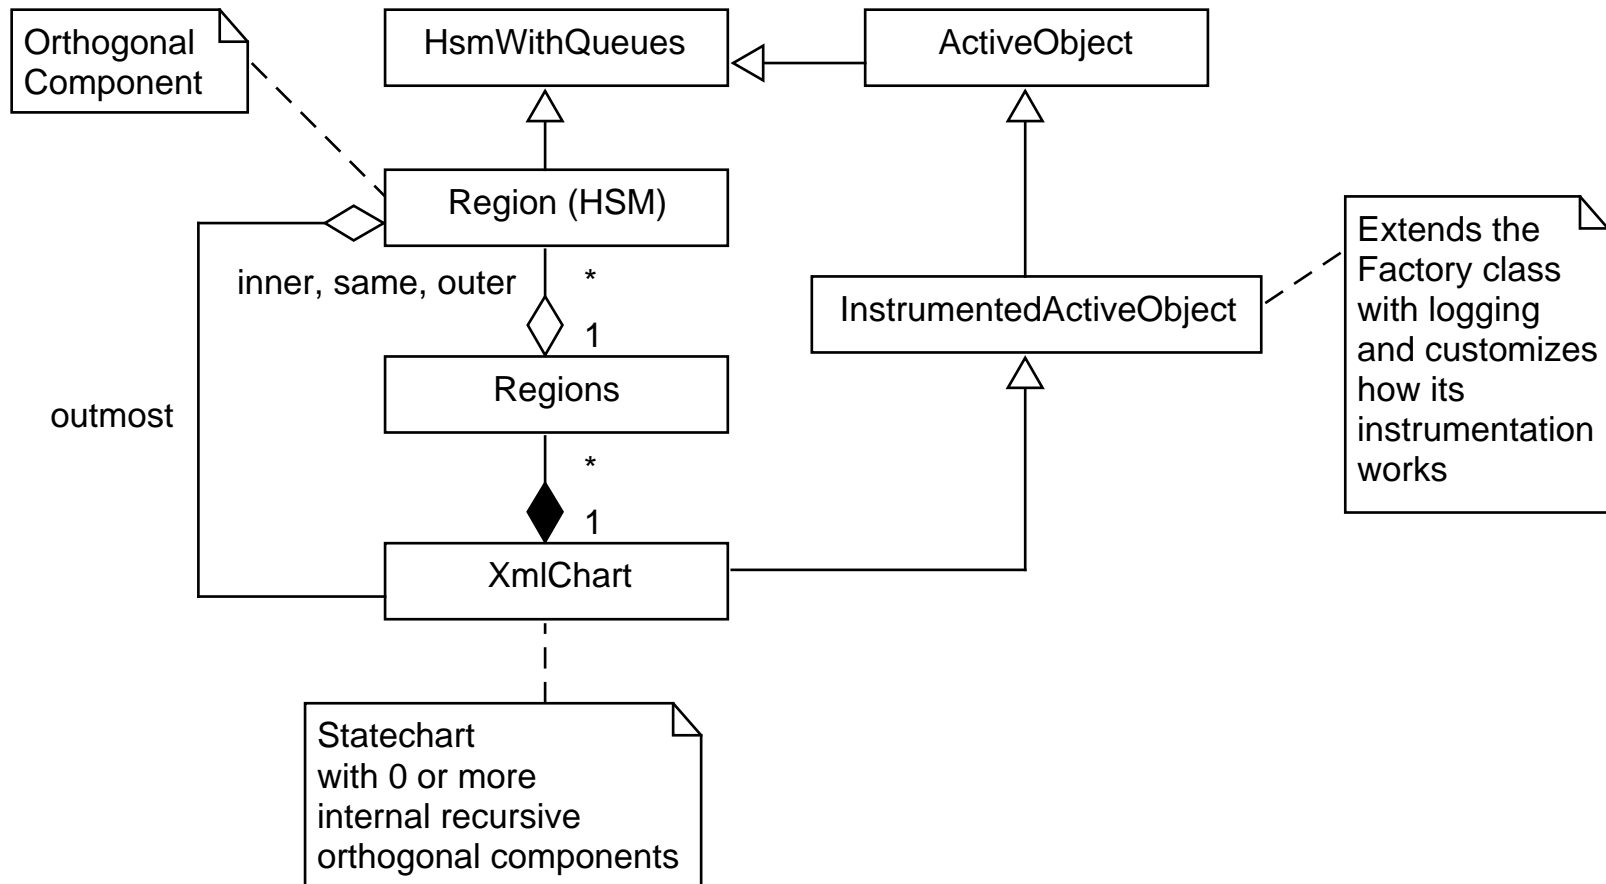 Orthogonal
Component
HsmWithQueues
ActiveObject
Region (HSM)
inner, same, outer
*
1
InstrumentedActiveObject
Extends the
Factory class
with logging
and customizes
how its
instrumentation
works
Regions
outmost
*
1
XmlChart
Statechart
with 0 or more
internal recursive
orthogonal components